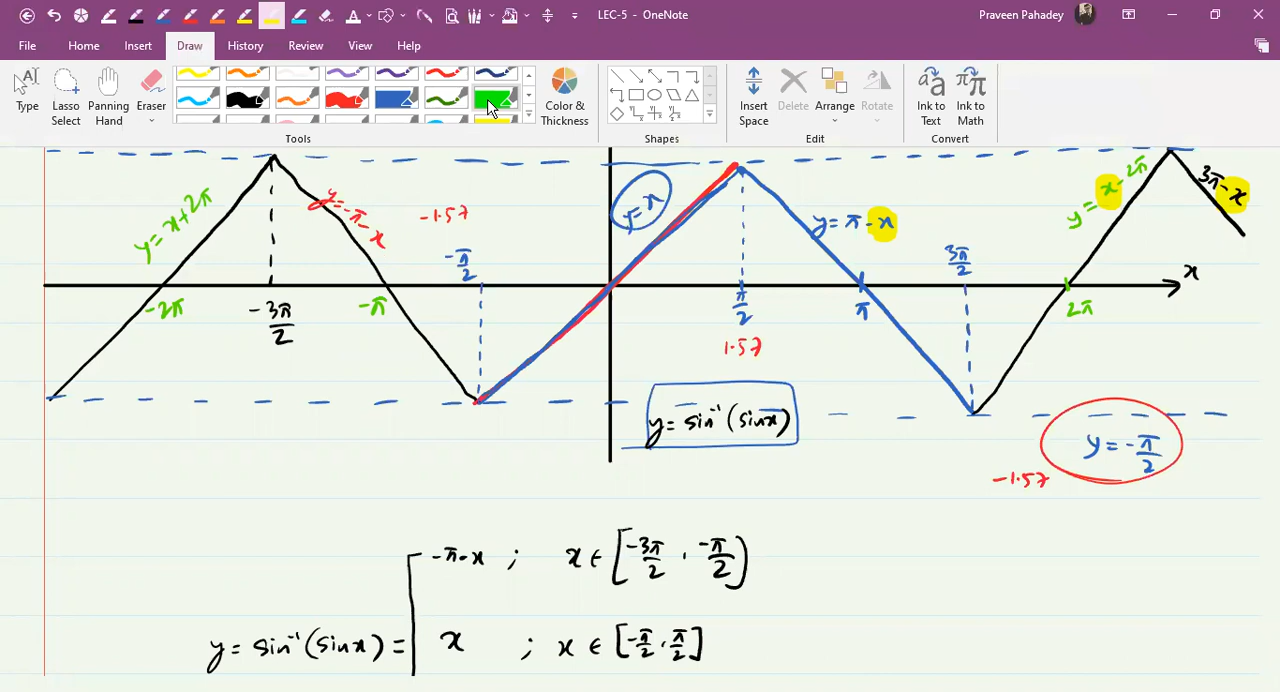 LEC-5 - OneNote
Praveen Pahadey
File Home Insert Draw History Review View Help
Type
Lasso Select
Panning Hand
Eraser
Color & Thickness
Insert Space
Delete
Arrange
Rotate
Ink to Text
Ink to Math
Tools
Shapes
Edit
Convert
y = x + 2π
y = -π - x
-1.57
y = x
y = π - x
y = x - 2π
3π - x
-π/2
3π/2
x
-2π
-3π/2
-π
π/2
π
2π
1.57
y = sin⁻¹(sinx)
y = -π/2
-1.57
-π-x ; x ∈ [-3π/2, -π/2)
y = sin⁻¹(sinx) = x ; x ∈ [-π/2, π/2]